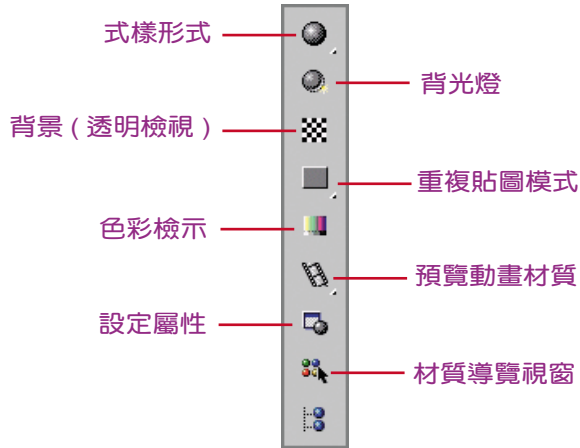 式樣形式
背光燈
背景（透明檢視）
重複貼圖模式
色彩檢示
預覽動畫材質
設定屬性
材質導覽視窗